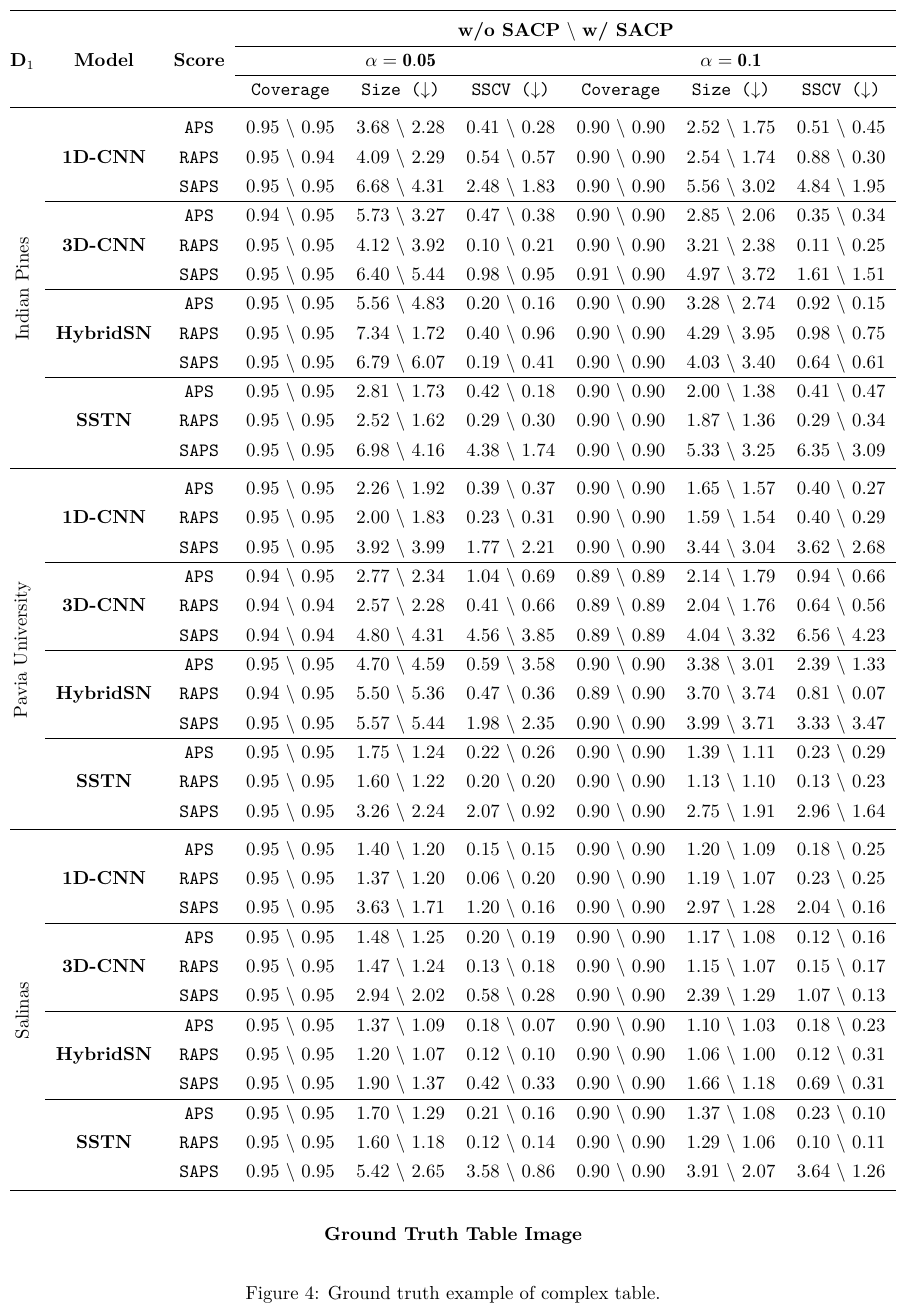 w/o SACP \ w/ SACP
D₁ Model Score α = 0.05 α = 0.1
Coverage Size (↓) SSCV (↓) Coverage Size (↓) SSCV (↓)
Indian Pines
1D-CNN
APS 0.95 \ 0.95 3.68 \ 2.28 0.41 \ 0.28 0.90 \ 0.90 2.52 \ 1.75 0.51 \ 0.45
RAPS 0.95 \ 0.94 4.09 \ 2.29 0.54 \ 0.57 0.90 \ 0.90 2.54 \ 1.74 0.88 \ 0.30
SAPS 0.95 \ 0.95 6.68 \ 4.31 2.48 \ 1.83 0.90 \ 0.90 5.56 \ 3.02 4.84 \ 1.95
3D-CNN
APS 0.94 \ 0.95 5.73 \ 3.27 0.47 \ 0.38 0.90 \ 0.90 2.85 \ 2.06 0.35 \ 0.34
RAPS 0.95 \ 0.95 4.12 \ 3.92 0.10 \ 0.21 0.90 \ 0.90 3.21 \ 2.38 0.11 \ 0.25
SAPS 0.95 \ 0.95 6.40 \ 5.44 0.98 \ 0.95 0.91 \ 0.90 4.97 \ 3.72 1.61 \ 1.51
HybridSN
APS 0.95 \ 0.95 5.56 \ 4.83 0.20 \ 0.16 0.90 \ 0.90 3.28 \ 2.74 0.92 \ 0.15
RAPS 0.95 \ 0.95 7.34 \ 1.72 0.40 \ 0.96 0.90 \ 0.90 4.29 \ 3.95 0.98 \ 0.75
SAPS 0.95 \ 0.95 6.79 \ 6.07 0.19 \ 0.41 0.90 \ 0.90 4.03 \ 3.40 0.64 \ 0.61
SSTN
APS 0.95 \ 0.95 2.81 \ 1.73 0.42 \ 0.18 0.90 \ 0.90 2.00 \ 1.38 0.41 \ 0.47
RAPS 0.95 \ 0.95 2.52 \ 1.62 0.29 \ 0.30 0.90 \ 0.90 1.87 \ 1.36 0.29 \ 0.34
SAPS 0.95 \ 0.95 6.98 \ 4.16 4.38 \ 1.74 0.90 \ 0.90 5.33 \ 3.25 6.35 \ 3.09
Pavia University
1D-CNN
APS 0.95 \ 0.95 2.26 \ 1.92 0.39 \ 0.37 0.90 \ 0.90 1.65 \ 1.57 0.40 \ 0.27
RAPS 0.95 \ 0.95 2.00 \ 1.83 0.23 \ 0.31 0.90 \ 0.90 1.59 \ 1.54 0.40 \ 0.29
SAPS 0.95 \ 0.95 3.92 \ 3.99 1.77 \ 2.21 0.90 \ 0.90 3.44 \ 3.04 3.62 \ 2.68
3D-CNN
APS 0.94 \ 0.95 2.77 \ 2.34 1.04 \ 0.69 0.89 \ 0.89 2.14 \ 1.79 0.94 \ 0.66
RAPS 0.94 \ 0.94 2.57 \ 2.28 0.41 \ 0.66 0.89 \ 0.89 2.04 \ 1.76 0.64 \ 0.56
SAPS 0.94 \ 0.94 4.80 \ 4.31 4.56 \ 3.85 0.89 \ 0.89 4.04 \ 3.32 6.56 \ 4.23
HybridSN
APS 0.95 \ 0.95 4.70 \ 4.59 0.59 \ 3.58 0.90 \ 0.90 3.38 \ 3.01 2.39 \ 1.33
RAPS 0.94 \ 0.95 5.50 \ 5.36 0.47 \ 0.36 0.89 \ 0.90 3.70 \ 3.74 0.81 \ 0.07
SAPS 0.95 \ 0.95 5.57 \ 5.44 1.98 \ 2.35 0.90 \ 0.90 3.99 \ 3.71 3.33 \ 3.47
SSTN
APS 0.95 \ 0.95 1.75 \ 1.24 0.22 \ 0.26 0.90 \ 0.90 1.39 \ 1.11 0.23 \ 0.29
RAPS 0.95 \ 0.95 1.60 \ 1.22 0.20 \ 0.20 0.90 \ 0.90 1.13 \ 1.10 0.13 \ 0.23
SAPS 0.95 \ 0.95 3.26 \ 2.24 2.07 \ 0.92 0.90 \ 0.90 2.75 \ 1.91 2.96 \ 1.64
Salinas
1D-CNN
APS 0.95 \ 0.95 1.40 \ 1.20 0.15 \ 0.15 0.90 \ 0.90 1.20 \ 1.09 0.18 \ 0.25
RAPS 0.95 \ 0.95 1.37 \ 1.20 0.06 \ 0.20 0.90 \ 0.90 1.19 \ 1.07 0.23 \ 0.25
SAPS 0.95 \ 0.95 3.63 \ 1.71 1.20 \ 0.16 0.90 \ 0.90 2.97 \ 1.28 2.04 \ 0.16
3D-CNN
APS 0.95 \ 0.95 1.48 \ 1.25 0.20 \ 0.19 0.90 \ 0.90 1.17 \ 1.08 0.12 \ 0.16
RAPS 0.95 \ 0.95 1.47 \ 1.24 0.13 \ 0.18 0.90 \ 0.90 1.15 \ 1.07 0.15 \ 0.17
SAPS 0.95 \ 0.95 2.94 \ 2.02 0.58 \ 0.28 0.90 \ 0.90 2.39 \ 1.29 1.07 \ 0.13
HybridSN
APS 0.95 \ 0.95 1.37 \ 1.09 0.18 \ 0.07 0.90 \ 0.90 1.10 \ 1.03 0.18 \ 0.23
RAPS 0.95 \ 0.95 1.20 \ 1.07 0.12 \ 0.10 0.90 \ 0.90 1.06 \ 1.00 0.12 \ 0.31
SAPS 0.95 \ 0.95 1.90 \ 1.37 0.42 \ 0.33 0.90 \ 0.90 1.66 \ 1.18 0.69 \ 0.31
SSTN
APS 0.95 \ 0.95 1.70 \ 1.29 0.21 \ 0.16 0.90 \ 0.90 1.37 \ 1.08 0.23 \ 0.10
RAPS 0.95 \ 0.95 1.60 \ 1.18 0.12 \ 0.14 0.90 \ 0.90 1.29 \ 1.06 0.10 \ 0.11
SAPS 0.95 \ 0.95 5.42 \ 2.65 3.58 \ 0.86 0.90 \ 0.90 3.91 \ 2.07 3.64 \ 1.26
Ground Truth Table Image
Figure 4: Ground truth example of complex table.